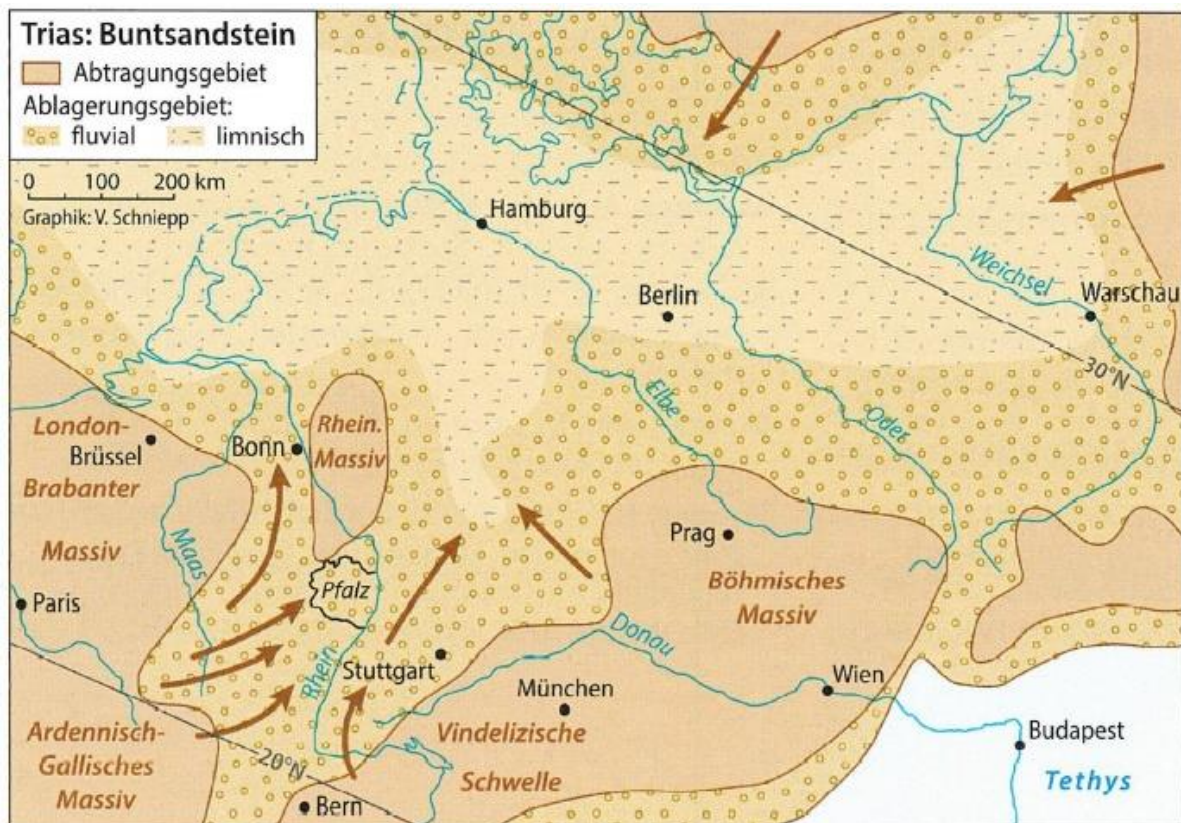 Trias: Buntsandstein
Abtragungsgebiet
Ablagerungsgebiet:
fluvial limnisch
0 100 200 km
Graphik: V. Schniepp
Hamburg
Berlin
Weichsel
Warschau
30°N
Elbe
Oder
London-
Brabanter
Massiv
Brüssel
Bonn
Rhein.
Massiv
Maas
Prag
Böhmisches
Massiv
Paris
Pfalz
Rhein
Stuttgart
Donau
München
Wien
Vindelizische
Schwelle
Ardennisch-
Gallisches
Massiv
20°N
Bern
Budapest
Tethys